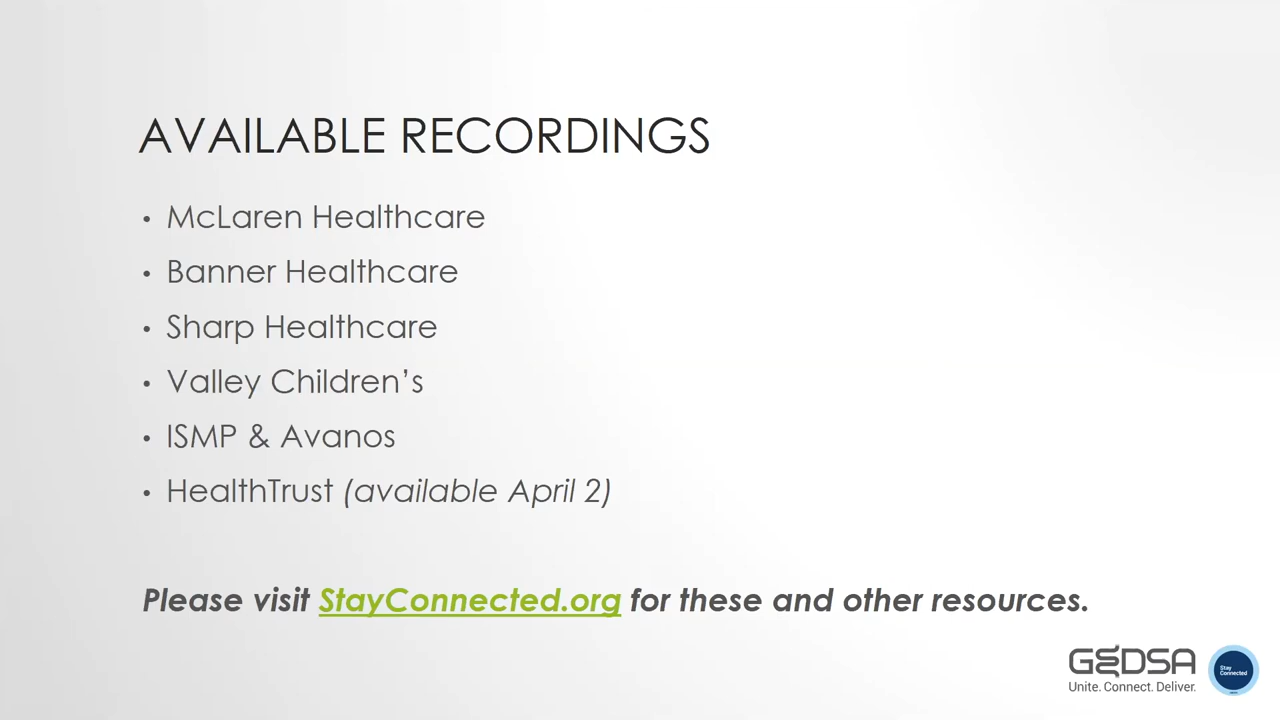 AVAILABLE RECORDINGS
• McLaren Healthcare
• Banner Healthcare
• Sharp Healthcare
• Valley Children’s
• ISMP & Avanos
• HealthTrust (available April 2)
Please visit StayConnected.org for these and other resources.
GEDSA
Unite. Connect. Deliver.
Stay
Connected